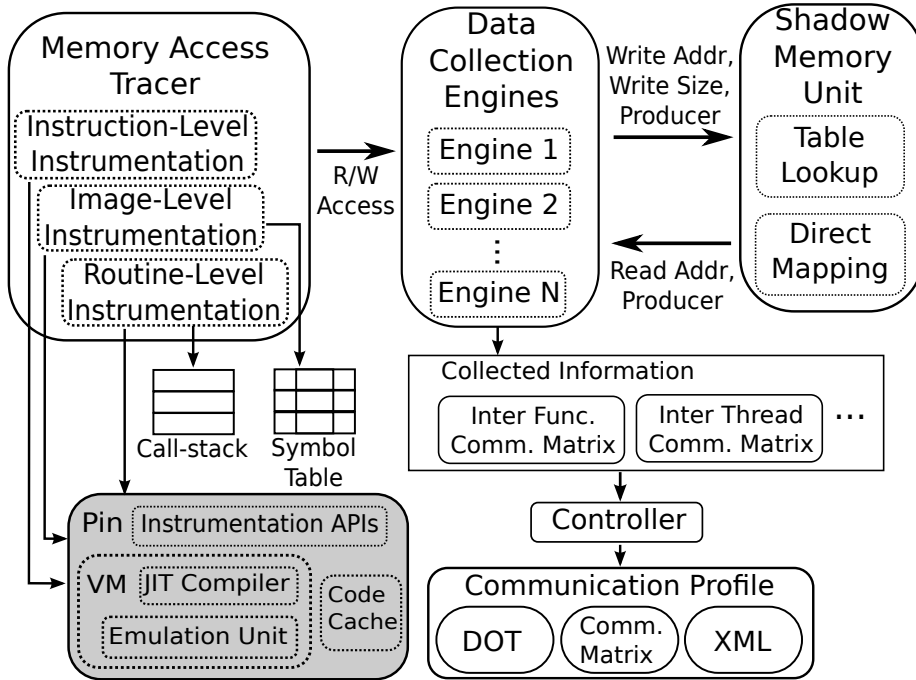 Memory Access
Tracer
Instruction-Level
Instrumentation
Image-Level
Instrumentation
Routine-Level
Instrumentation
R/W
Access
Data
Collection
Engines
Engine 1
Engine 2
⋮
Engine N
Write Addr,
Write Size,
Producer
Read Addr,
Producer
Shadow
Memory
Unit
Table
Lookup
Direct
Mapping
Call-stack
Symbol
Table
Collected Information
Inter Func.
Comm. Matrix
Inter Thread
Comm. Matrix
...
Controller
Communication Profile
DOT
Comm.
Matrix
XML
Pin
Instrumentation APIs
VM
JIT Compiler
Emulation Unit
Code
Cache